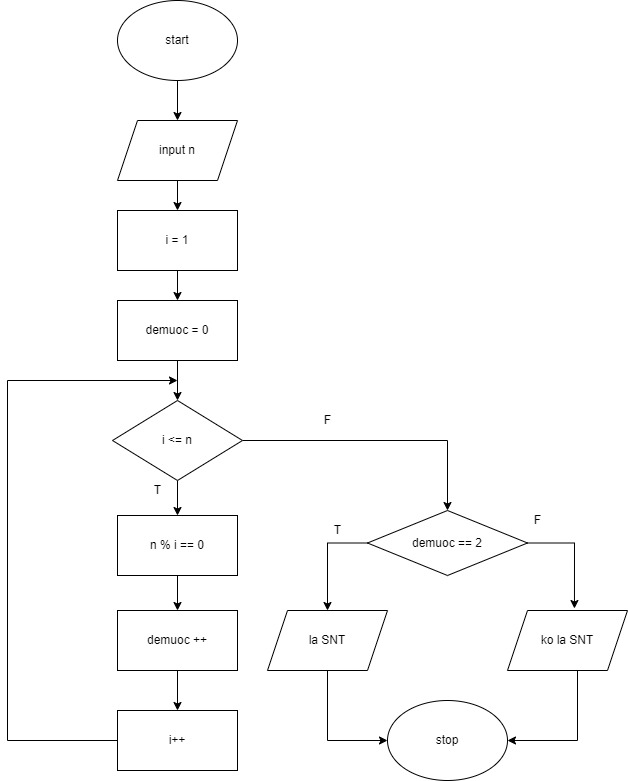 start
input n
i = 1
demuoc = 0
i <= n
F
T
n % i == 0
demuoc ++
i++
demuoc == 2
T
F
la SNT
ko la SNT
stop